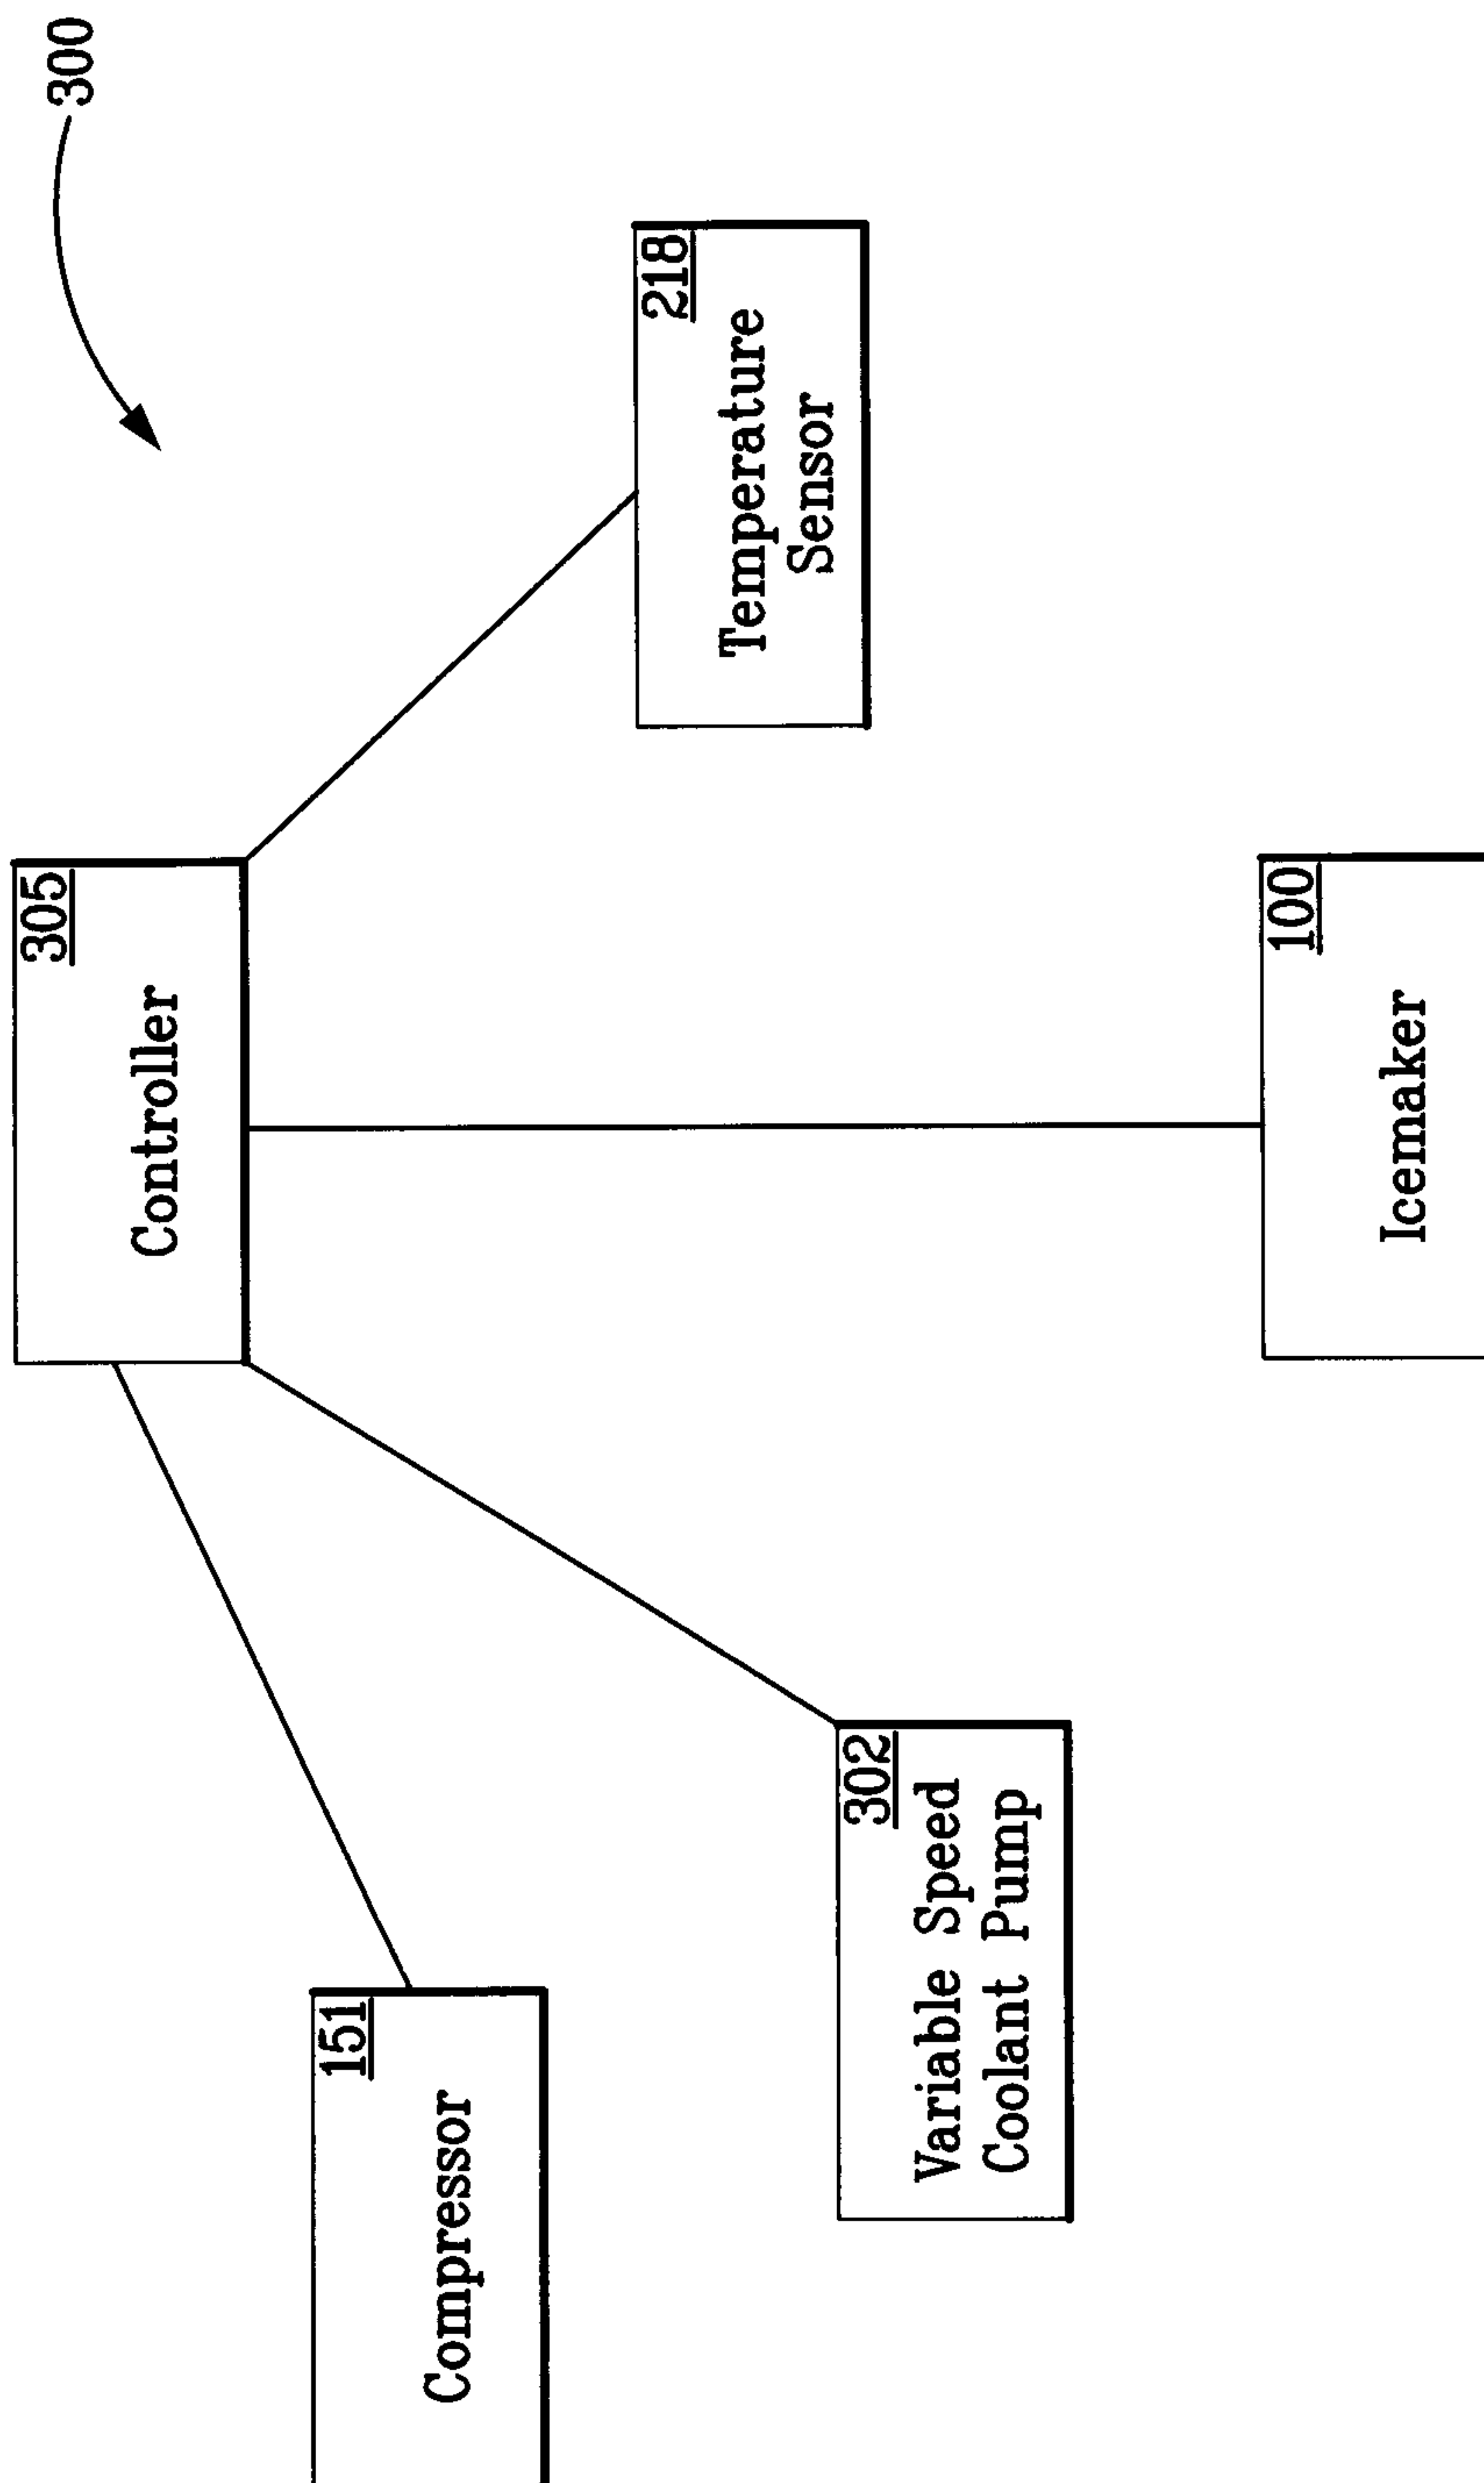 300
305
Controller
151
Compressor
218
Temperature
Sensor
302
Variable Speed
Coolant Pump
100
Icemaker